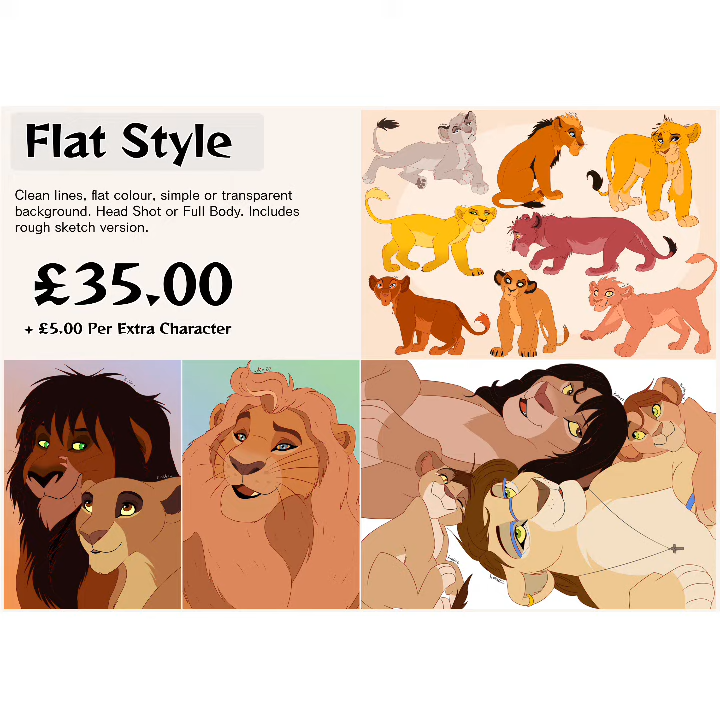 Flat Style
Clean lines, flat colour, simple or transparent
background. Head Shot or Full Body. Includes
rough sketch version.
£35.00
+ £5.00 Per Extra Character